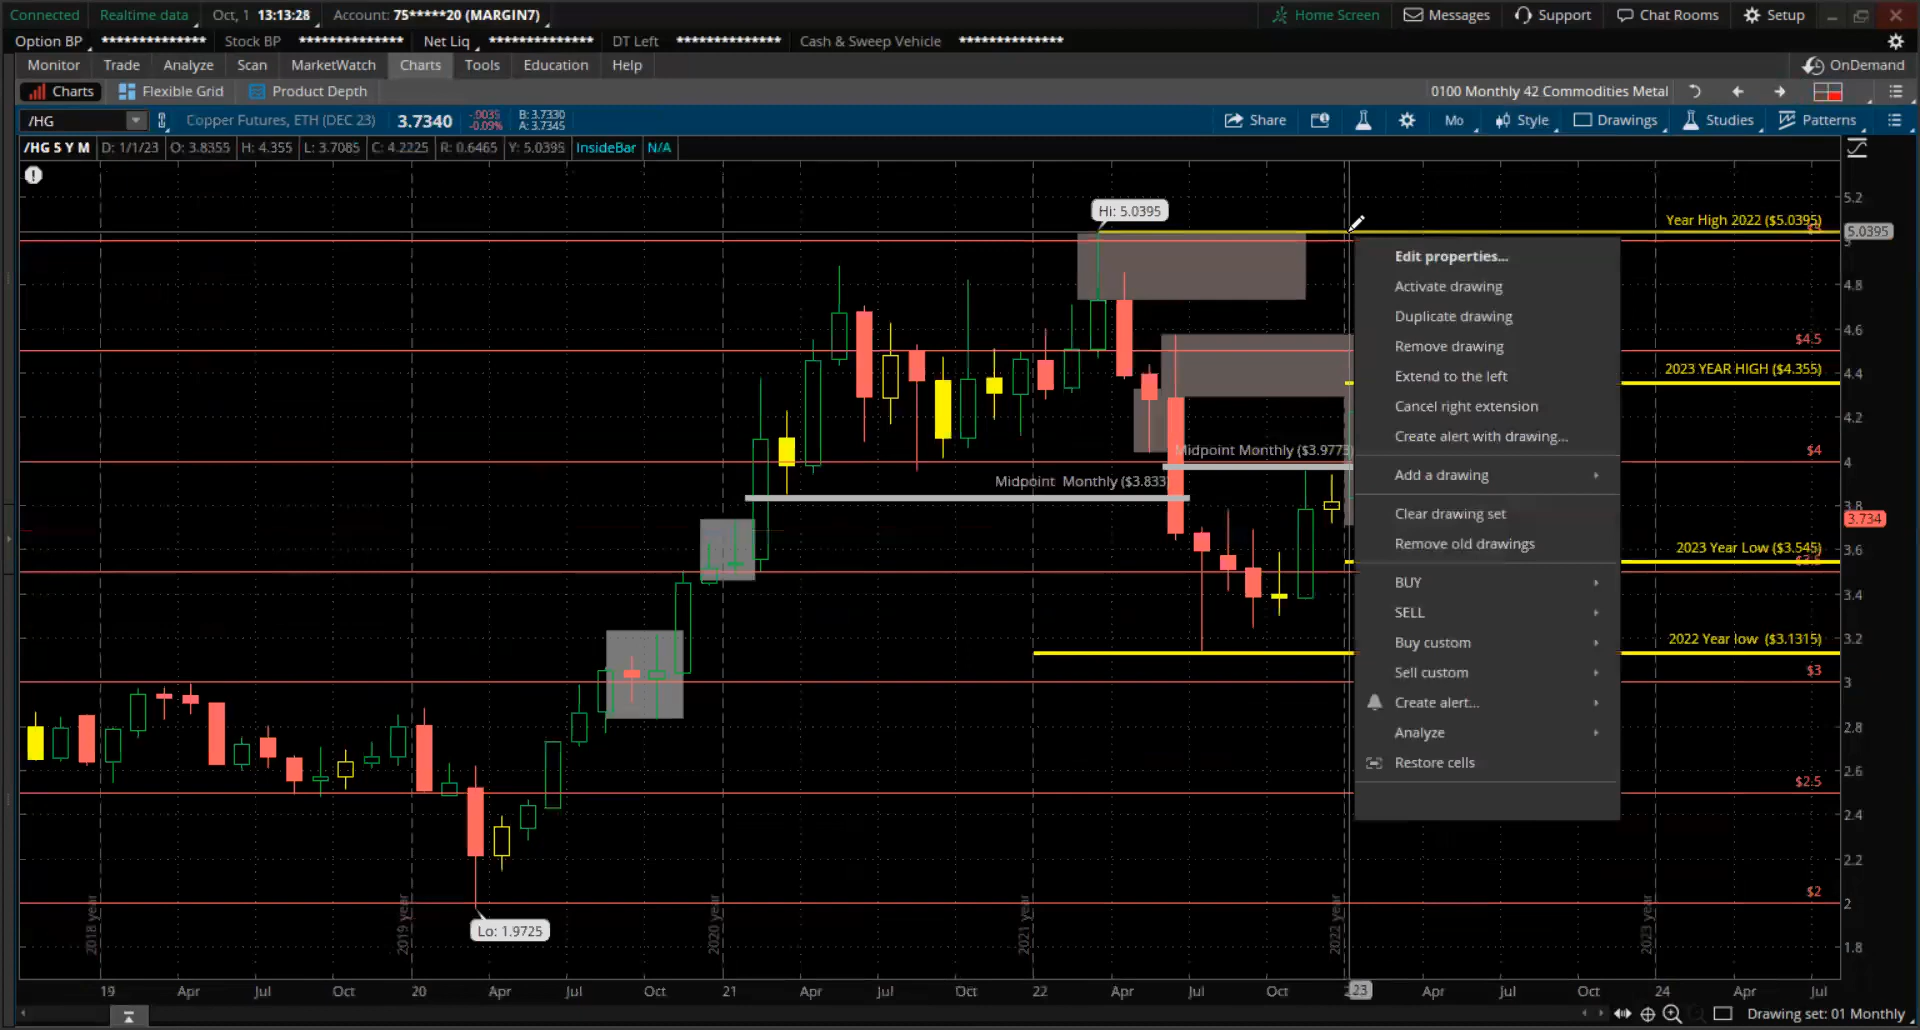 Connected Realtime data Oct, 1 13:13:28 Account: 75*****20 (MARGIN7) Home Screen Messages Support Chat Rooms Setup
Option BP ************** Stock BP ************** Net Liq ************** DT Left ************** Cash & Sweep Vehicle **************
Monitor Trade Analyze Scan MarketWatch Charts Tools Education Help OnDemand
Charts Flexible Grid Product Depth 0100 Monthly 42 Commodities Metal
/HG Copper Futures, ETH (DEC 23) 3.7340 -.0035 -0.09% B: 3.7330 A: 3.7345 Share Mo Style Drawings Studies Patterns
/HG 5 Y M D: 1/1/23 O: 3.8355 H: 4.355 L: 3.7085 C: 4.2225 R: 0.6465 Y: 5.0395 InsideBar N/A
5.2
Hi: 5.0395
Year High 2022 ($5.0395)
5.0395
Edit properties...
Activate drawing
4.8
Duplicate drawing
4.6
$4.5
Remove drawing
2023 YEAR HIGH ($4.355)
4.4
Extend to the left
Cancel right extension
4.2
Create alert with drawing...
Midpoint Monthly ($3.9773
$4
4
Add a drawing
Midpoint Monthly ($3.833
3.8
Clear drawing set
3.734
Remove old drawings
2023 Year Low ($3.545)
3.6
BUY
3.4
SELL
2022 Year low ($3.1315)
3.2
Buy custom
Sell custom
$3
3
Create alert...
2.8
Analyze
Restore cells
2.6
$2.5
2.4
2.2
$2
2
Lo: 1.9725
1.8
2018 year 2019 year 2020 year 2021 year 2022 year 2023 year
19 Apr Jul Oct 20 Apr Jul Oct 21 Apr Jul Oct 22 Apr Jul Oct 23 Apr Jul Oct 24 Apr Jul
Drawing set: 01 Monthly